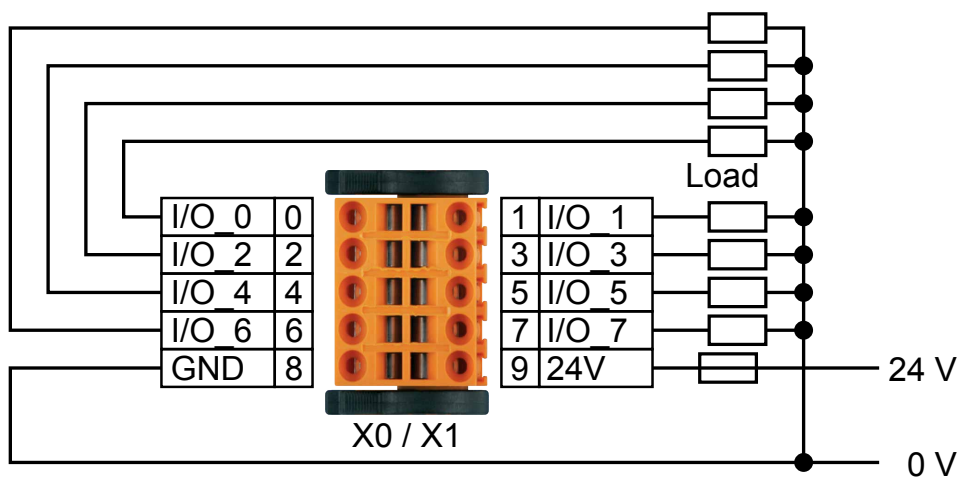 Load
I/O_0 0 1 I/O_1
I/O_2 2 3 I/O_3
I/O_4 4 5 I/O_5
I/O_6 6 7 I/O_7
GND 8 9 24V 24 V
X0 / X1
0 V